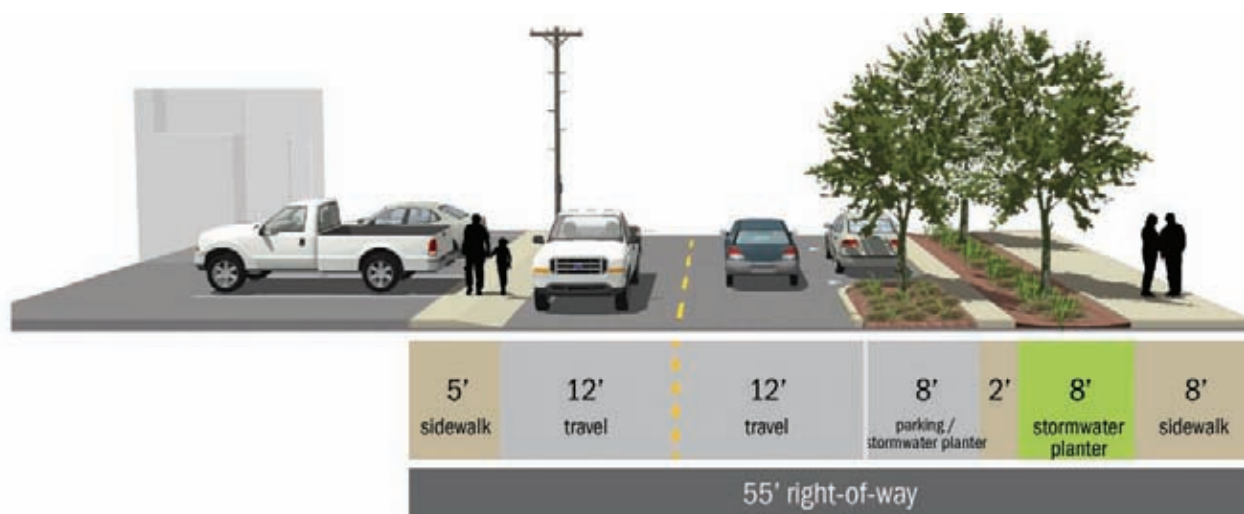 5’
sidewalk
12’
travel
12’
travel
8’
parking /
stormwater planter
2’
8’
stormwater
planter
8’
sidewalk
55’ right-of-way